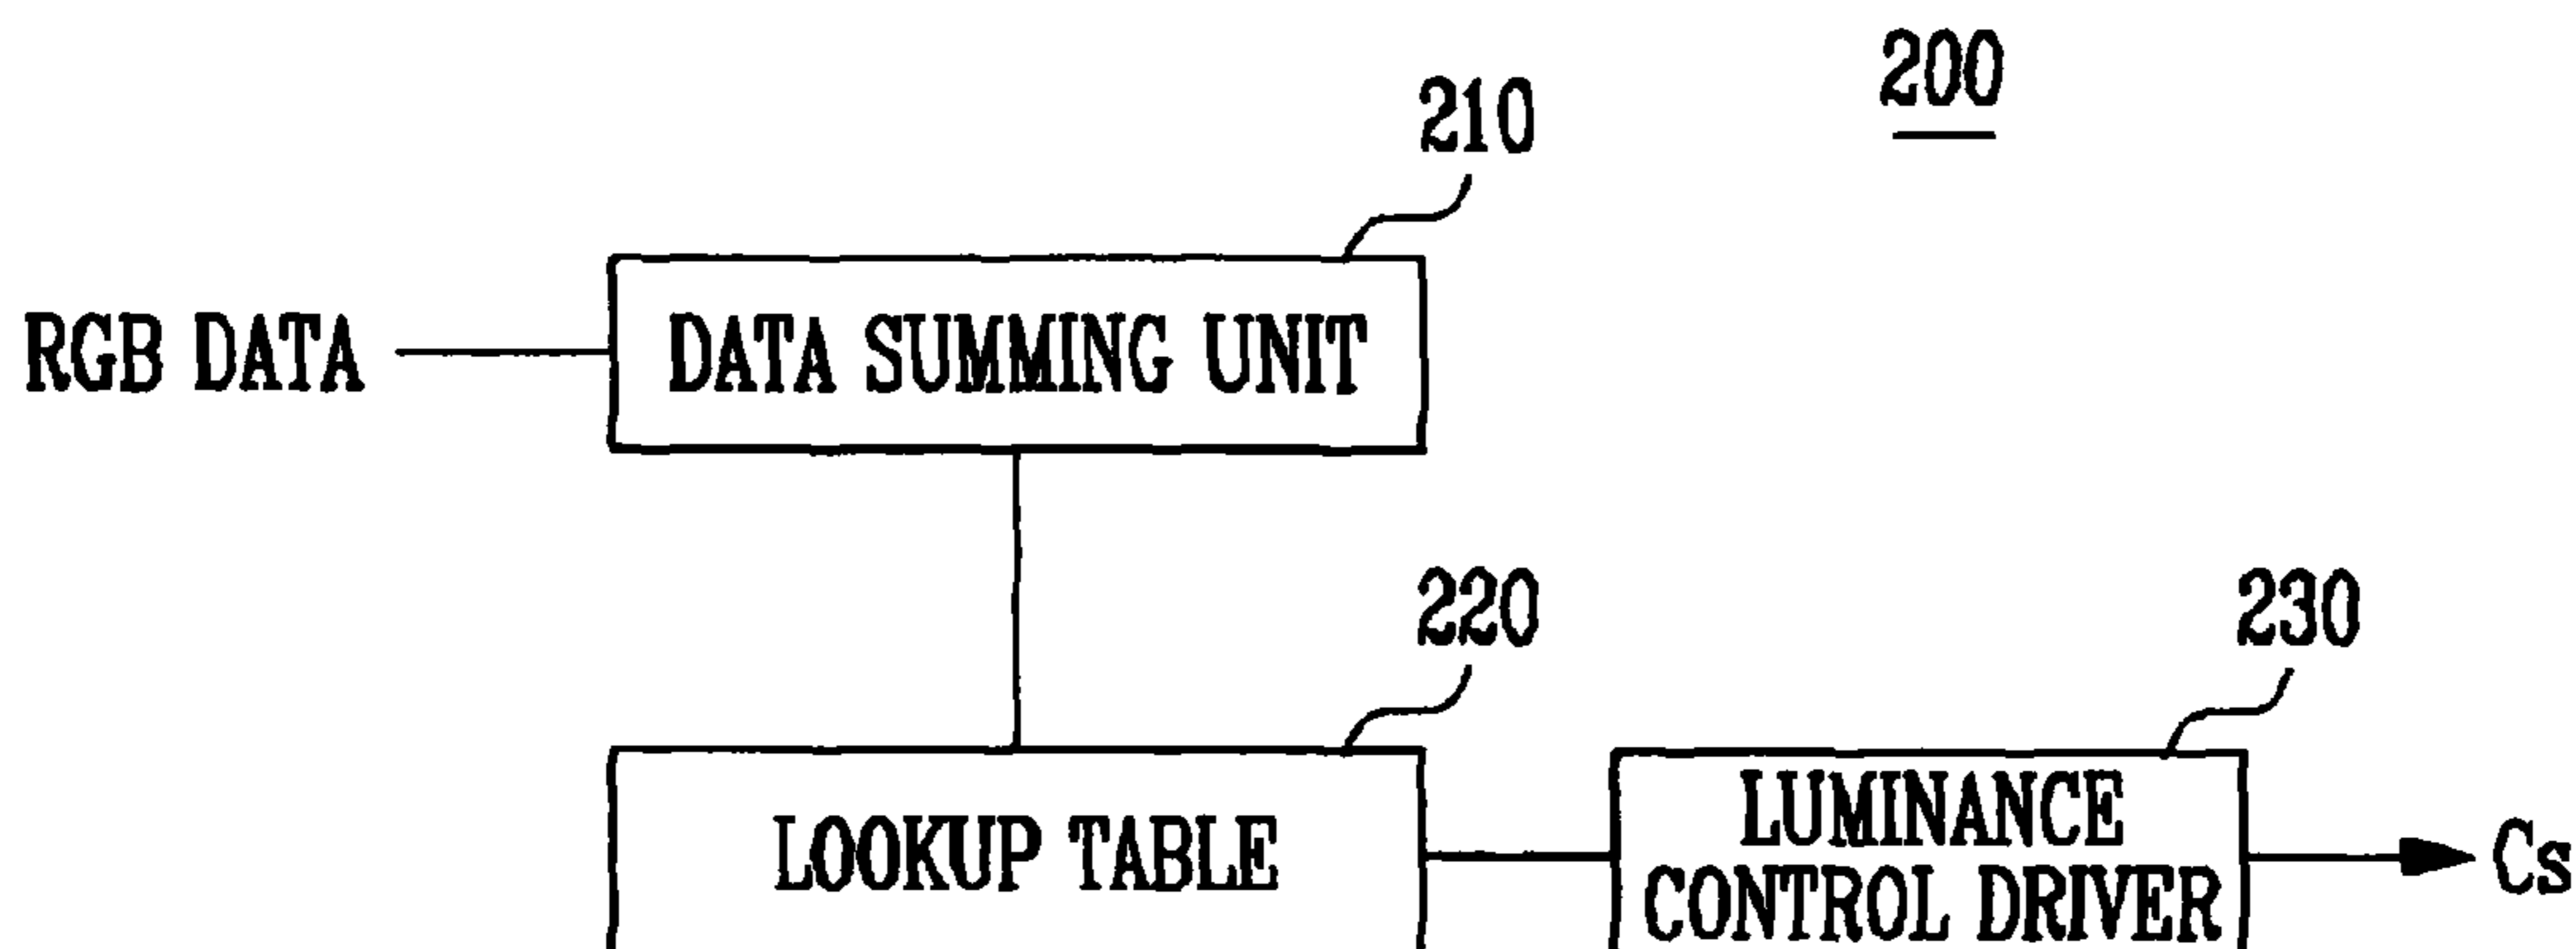 200
210
RGB DATA
DATA SUMMING UNIT
220
230
LOOKUP TABLE
LUMINANCE
CONTROL DRIVER
Cs